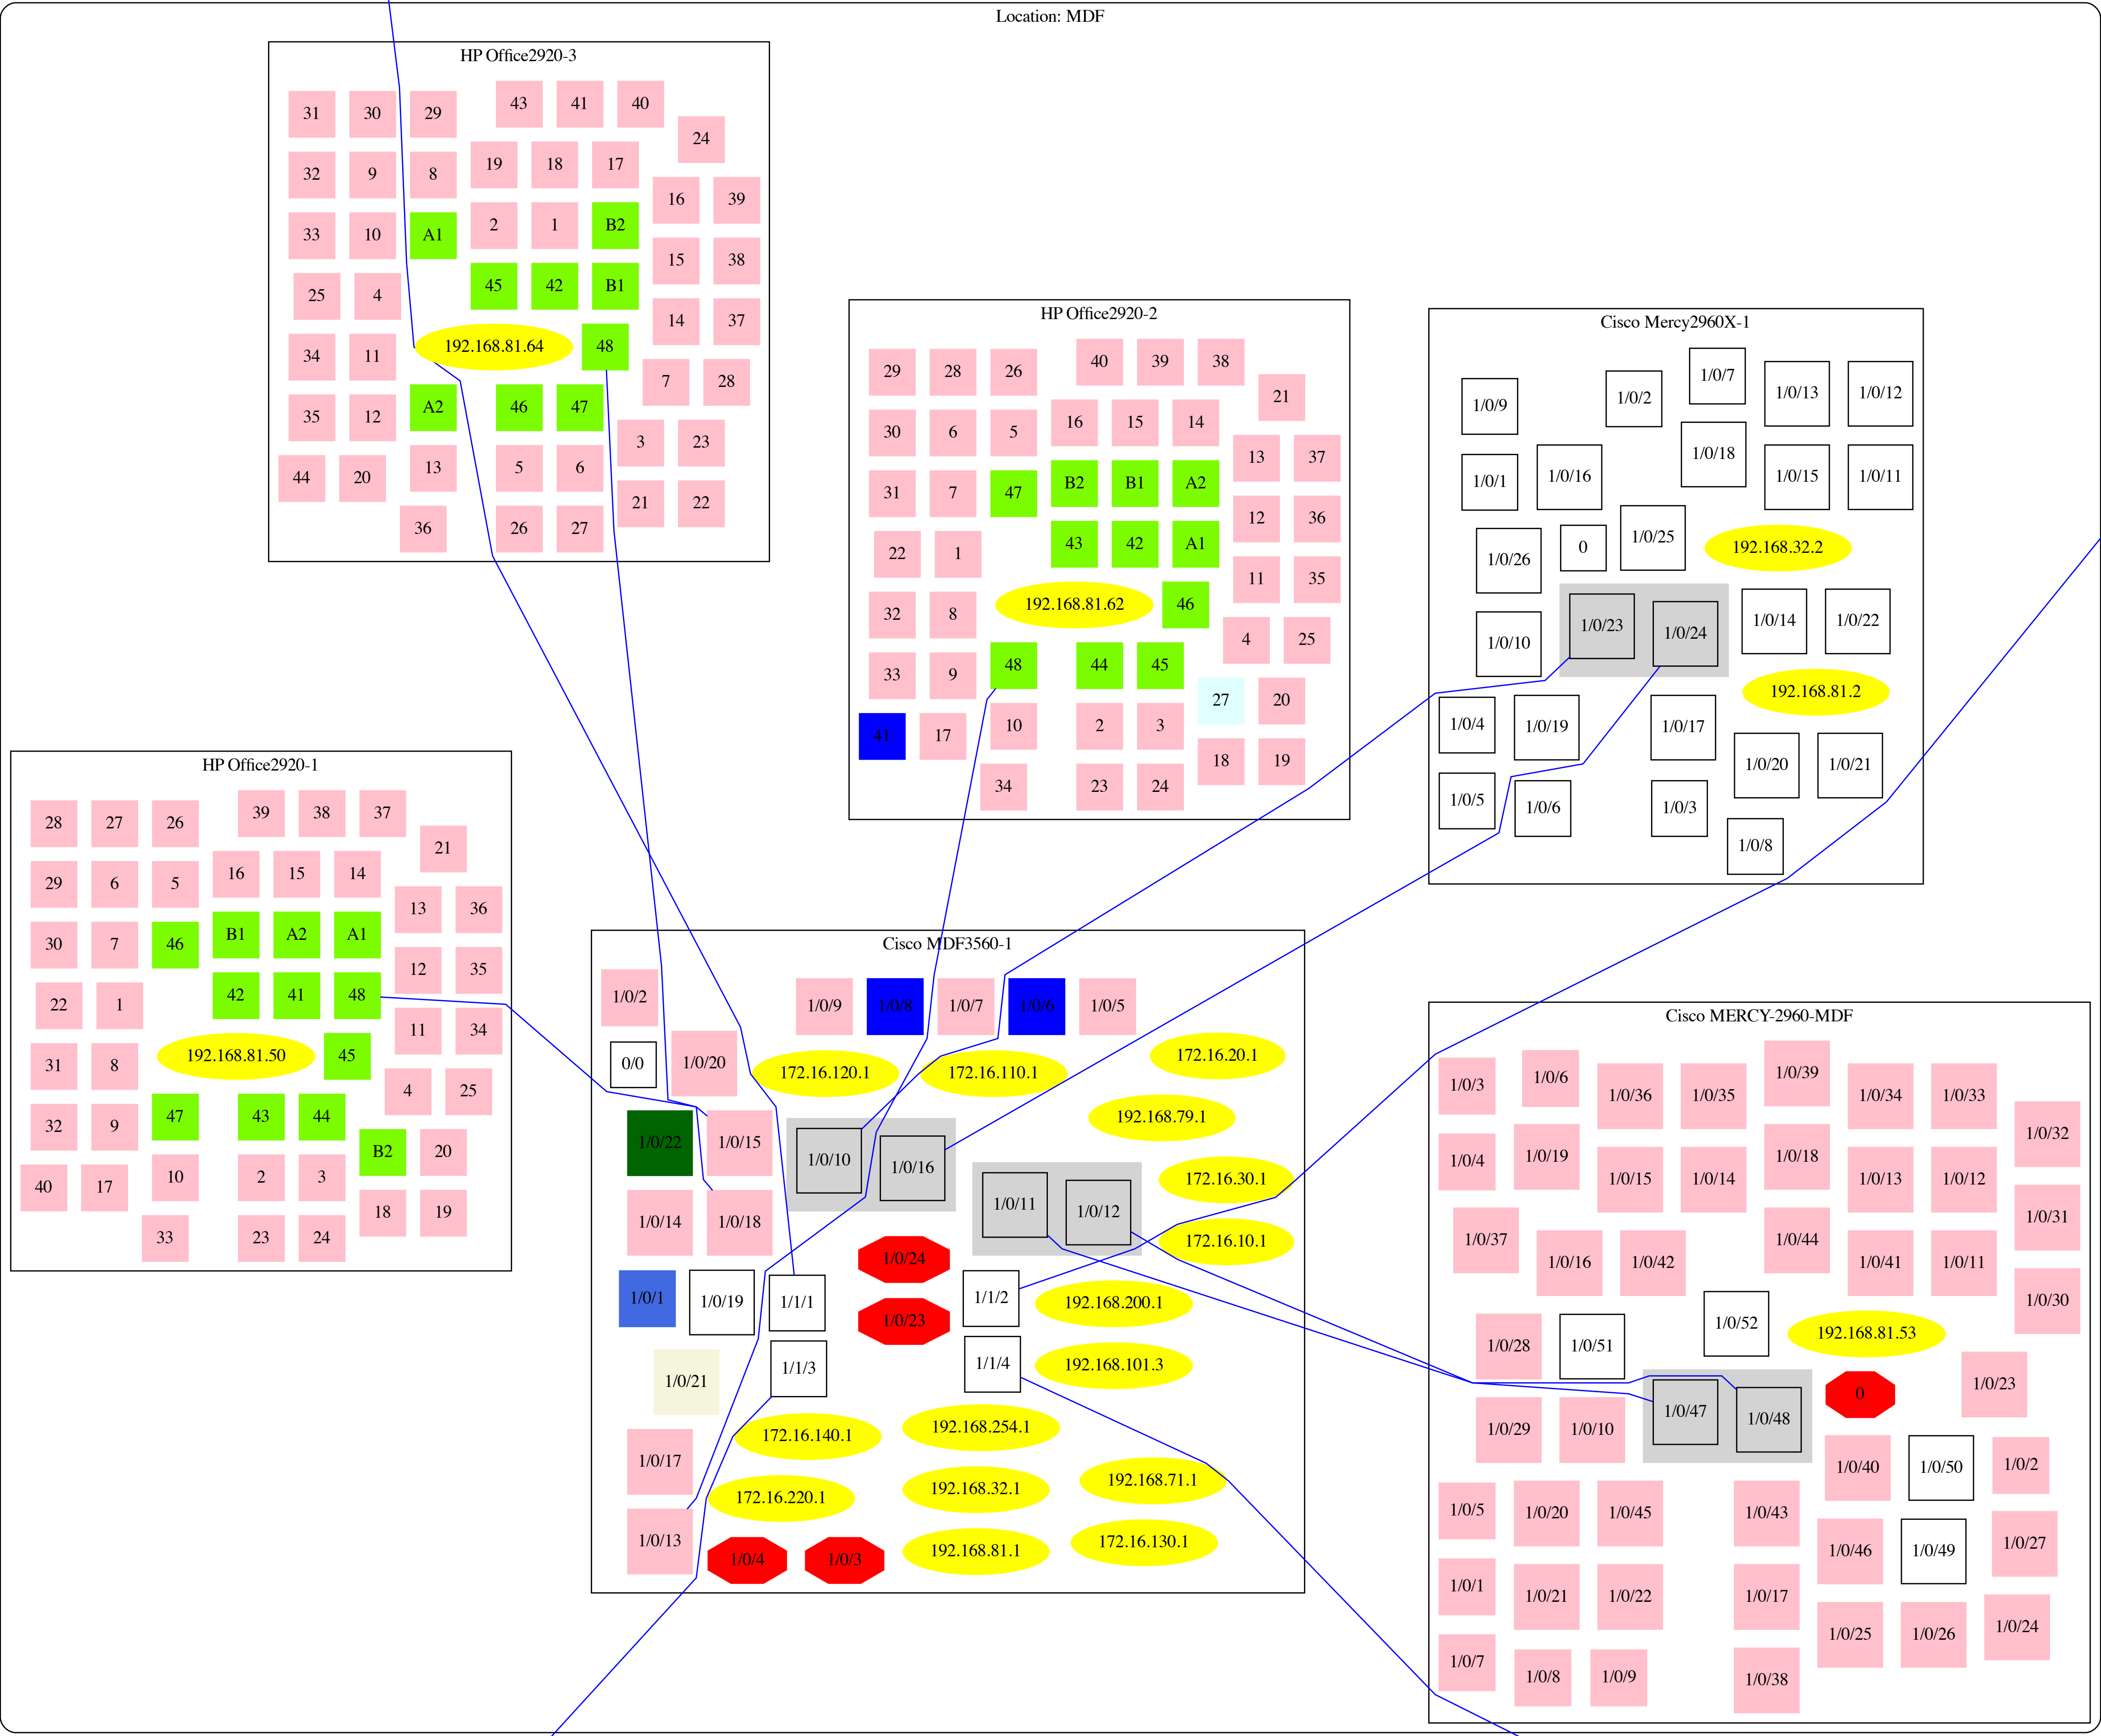 Location: MDF
HP Office2920-3
43 41 40
31 30 29
24
19 18 17
32 9 8
16 39
2 1 B2
33 10 A1
15 38
45 42 B1
25 4
14 37
192.168.81.64 48
34 11
7 28
A2 46 47
35 12
3 23
13 5 6
44 20
21 22
36 26 27
HP Office2920-2
40 39 38
29 28 26
21
16 15 14
30 6 5
13 37
B2 B1 A2
31 7 47
12 36
43 42 A1
22 1
11 35
192.168.81.62 46
32 8
4 25
48 44 45
33 9
27 20
10 2 3
41 17
18 19
34 23 24
Cisco Mercy2960X-1
1/0/7
1/0/9 1/0/2 1/0/13 1/0/12
1/0/18
1/0/1 1/0/16 1/0/15 1/0/11
1/0/25
1/0/26 0 192.168.32.2
1/0/23 1/0/24 1/0/14 1/0/22
1/0/10
192.168.81.2
1/0/4 1/0/19 1/0/17
1/0/20 1/0/21
1/0/5 1/0/6 1/0/3
1/0/8
HP Office2920-1
39 38 37
28 27 26
21
16 15 14
29 6 5
13 36
B1 A2 A1
30 7 46
12 35
42 41 48
22 1
11 34
192.168.81.50 45
31 8
4 25
47 43 44
32 9
B2 20
10 2 3
40 17
18 19
33 23 24
Cisco MDF3560-1
1/0/2 1/0/9 1/0/8 1/0/7 1/0/6 1/0/5
0/0 1/0/20 172.16.120.1 172.16.110.1 172.16.20.1
192.168.79.1
1/0/22 1/0/15 1/0/10 1/0/16
172.16.30.1
1/0/14 1/0/18 1/0/11 1/0/12
172.16.10.1
1/0/24
1/0/1 1/0/19 1/1/1 1/1/2 192.168.200.1
1/0/23
1/0/21 1/1/3 1/1/4 192.168.101.3
172.16.140.1 192.168.254.1
1/0/17
172.16.220.1 192.168.32.1 192.168.71.1
1/0/13
1/0/4 1/0/3 192.168.81.1 172.16.130.1
Cisco MERCY-2960-MDF
1/0/39
1/0/3 1/0/6 1/0/36 1/0/35 1/0/34 1/0/33
1/0/32
1/0/4 1/0/19 1/0/18
1/0/15 1/0/14 1/0/13 1/0/12
1/0/31
1/0/37 1/0/44
1/0/16 1/0/42 1/0/41 1/0/11
1/0/30
1/0/52
1/0/28 1/0/51 192.168.81.53
1/0/23
1/0/47 1/0/48 0
1/0/29 1/0/10
1/0/40 1/0/50 1/0/2
1/0/5 1/0/20 1/0/45 1/0/43
1/0/46 1/0/49 1/0/27
1/0/1 1/0/21 1/0/22 1/0/17
1/0/25 1/0/26 1/0/24
1/0/7 1/0/8 1/0/9 1/0/38